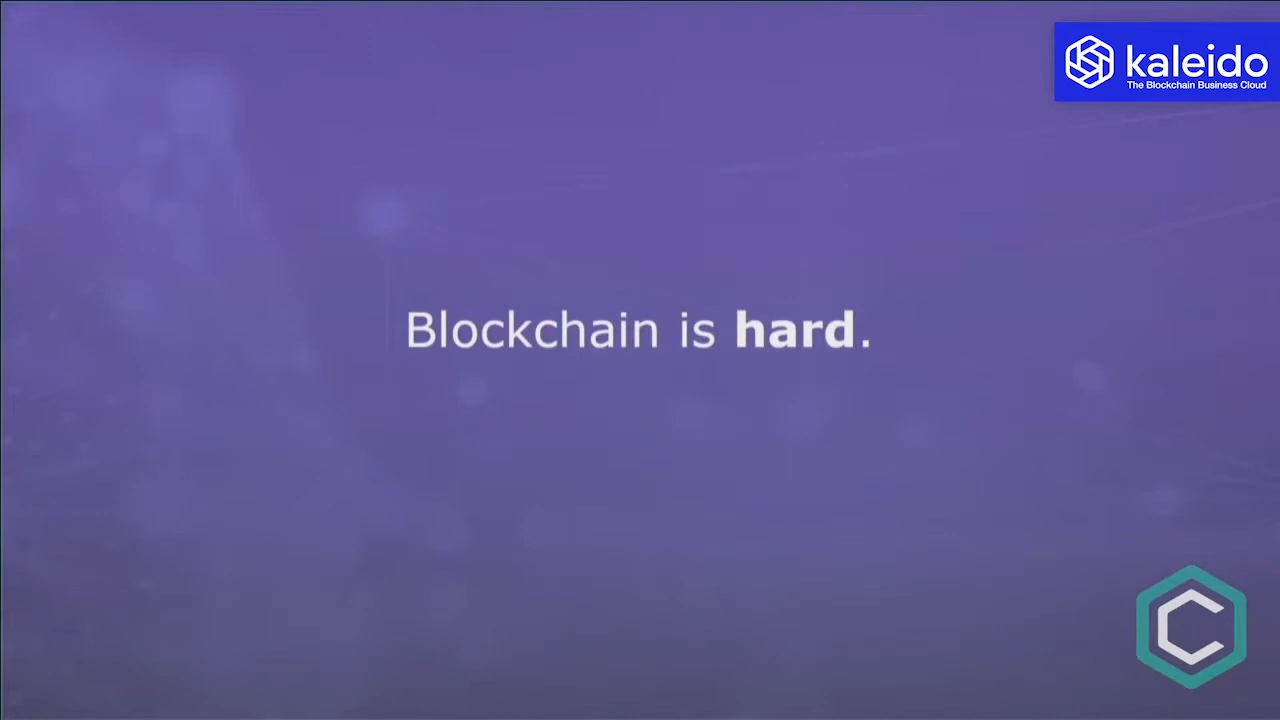 kaleido
The Blockchain Business Cloud
Blockchain is hard.